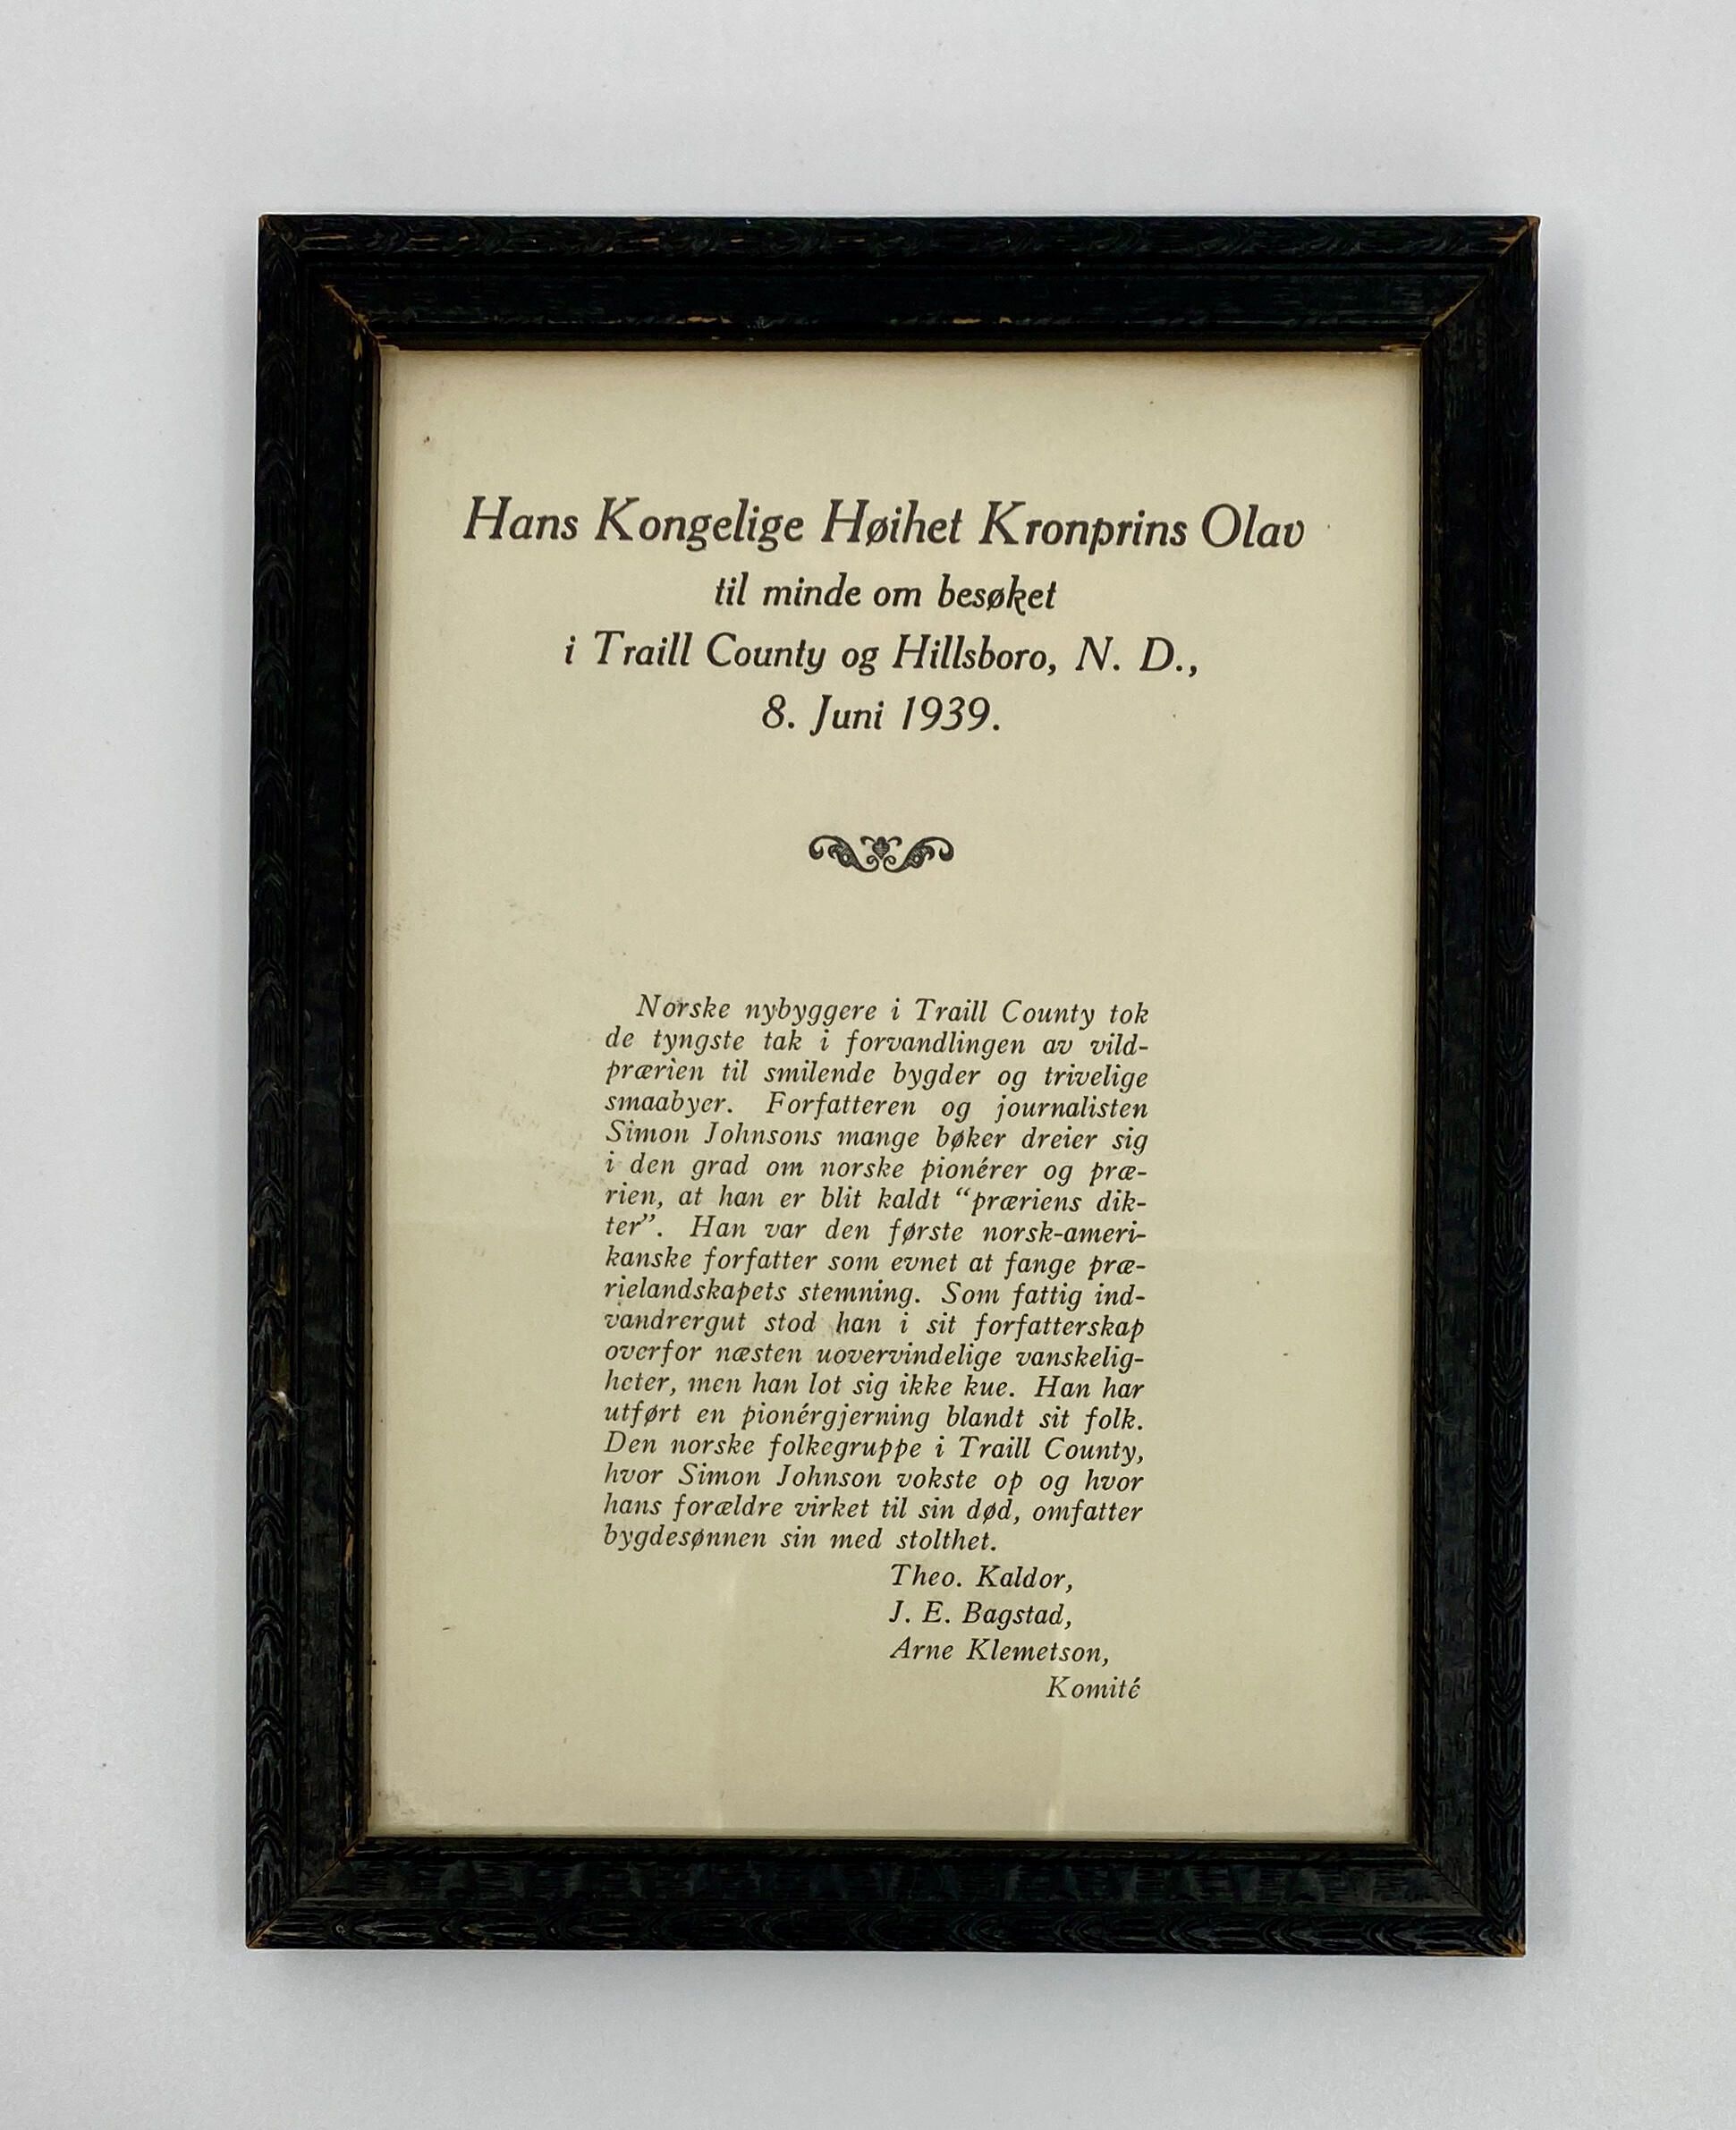 Hans Kongelige Høihet Kronprins Olav
til minde om besøket
i Traill County og Hillsboro, N. D.,
8. Juni 1939.
Norske nybyggere i Traill County tok
de tyngste tak i forvandlingen av vild-
prærien til smilende bygder og trivelige
smaabyer. Forfatteren og journalisten
Simon Johnsons mange bøker dreier sig
i den grad om norske pionérer og præ-
rien, at han er blit kaldt “præriens dik-
ter”. Han var den første norsk-ameri-
kanske forfatter som evnet at fange præ-
rielandskapets stemning. Som fattig ind-
vandrergut stod han i sit forfatterskap
overfor næsten uovervindelige vanskelig-
heter, men han lot sig ikke kue. Han har
utført en pionérgjerning blandt sit folk.
Den norske folkegruppe i Traill County,
hvor Simon Johnson vokste op og hvor
hans forældre virket til sin død, omfatter
bygdesønnen sin med stolthet.
Theo. Kaldor,
J. E. Bagstad,
Arne Klemetson,
Komité